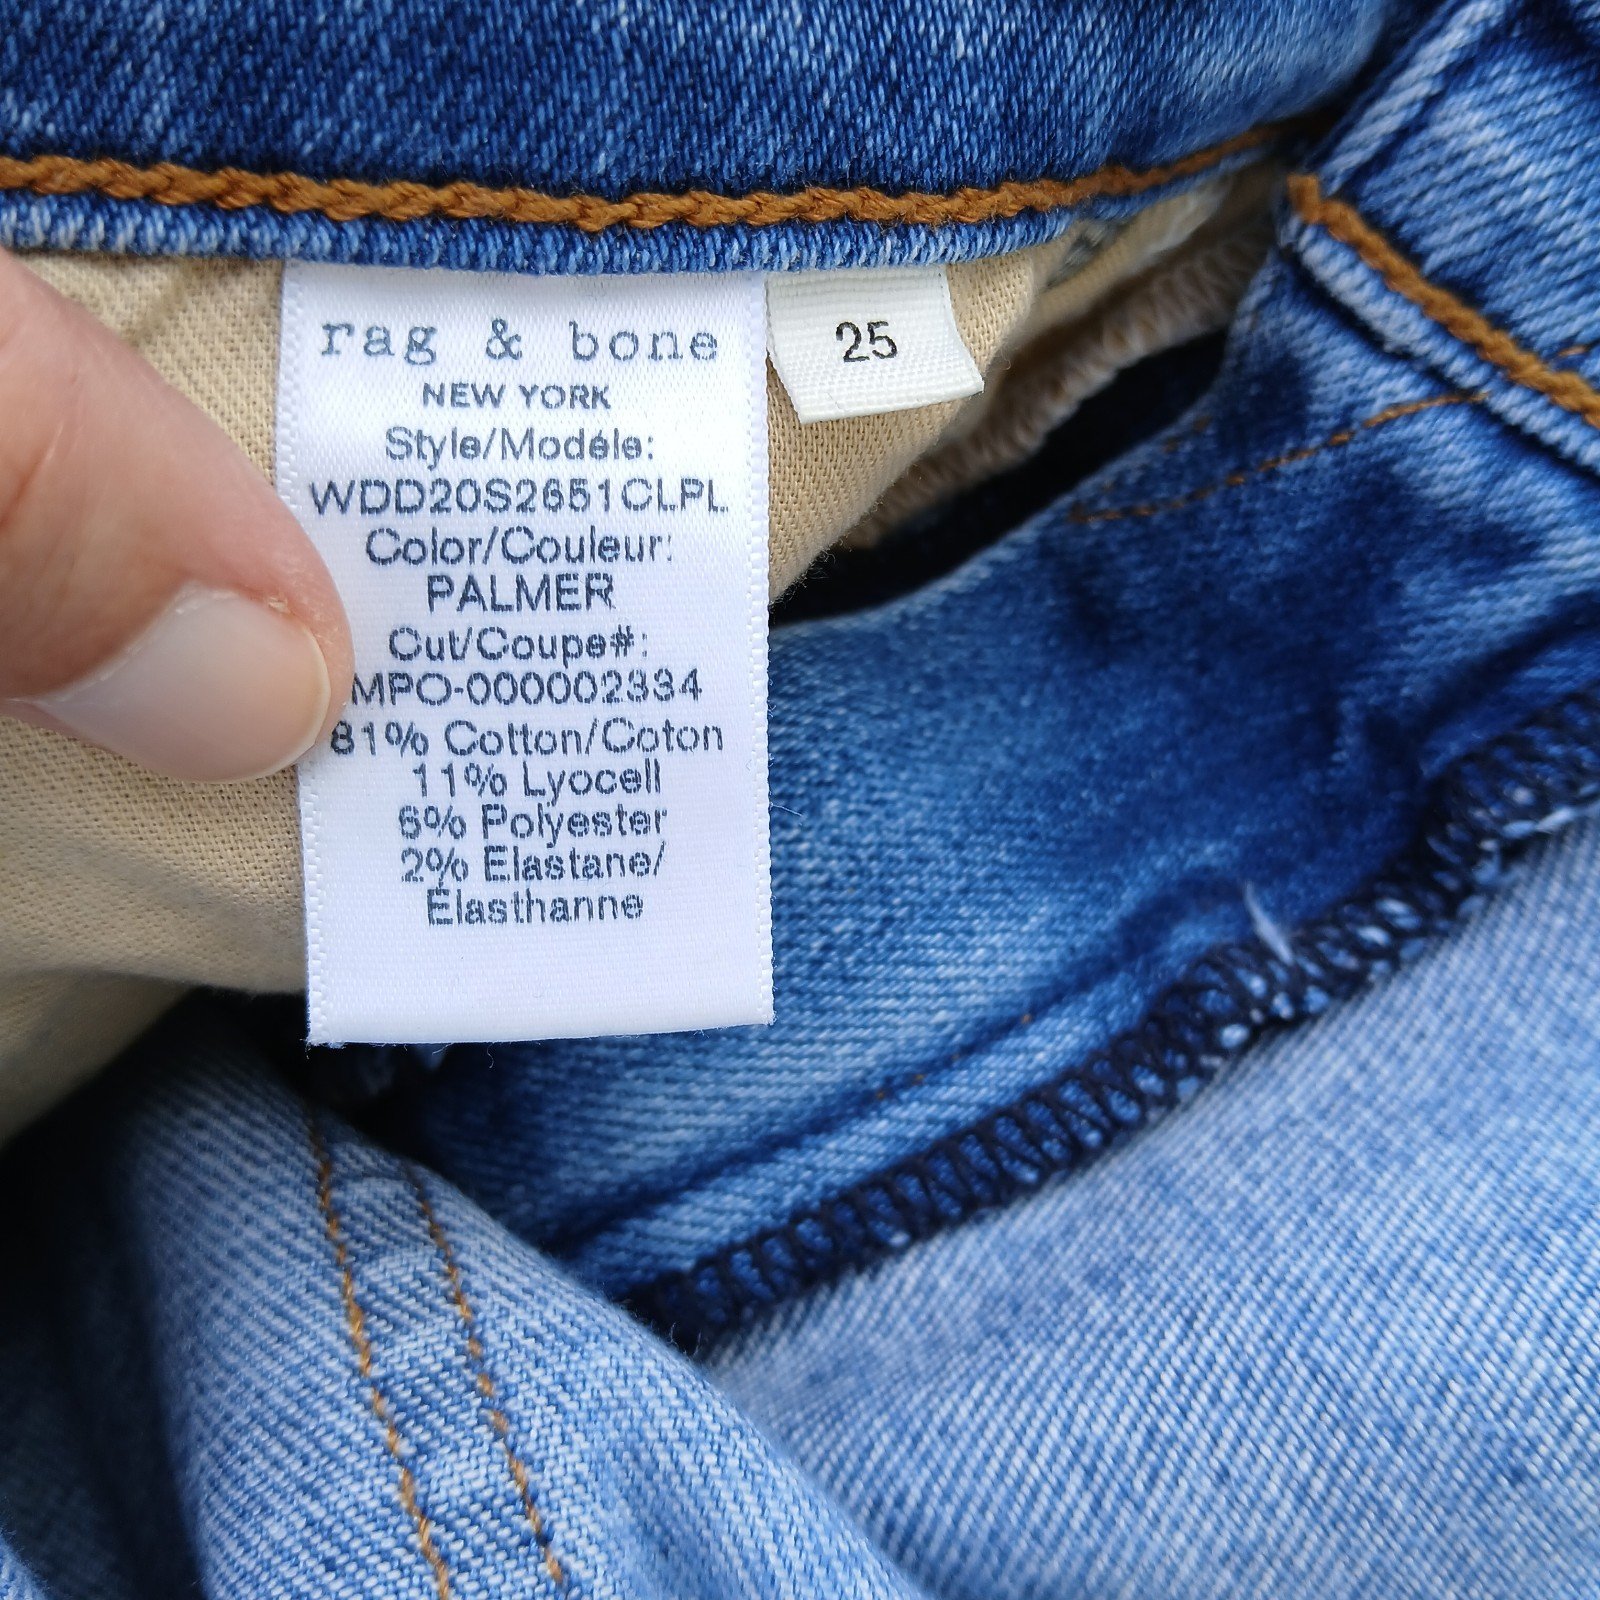 rag & bone
NEW YORK
Style/Modéle:
WDD20S2651CLPL
Color/Couleur:
PALMER
Cut/Coupe#:
MPO-000002334
81% Cotton/Coton
11% Lyocell
6% Polyester
2% Elastane/
Élasthanne
25